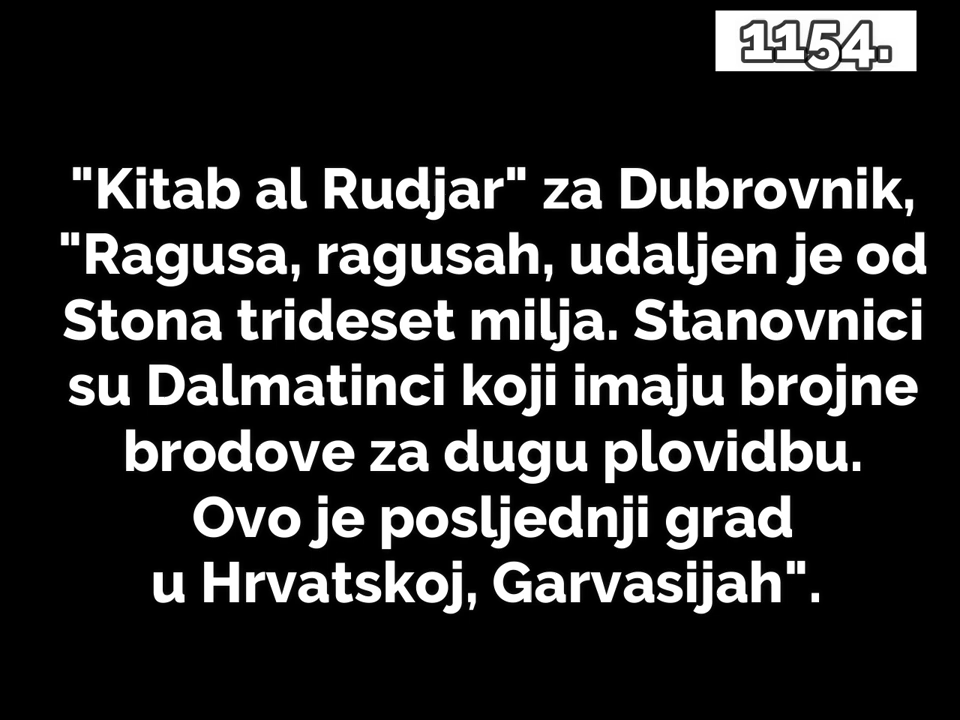 1154.
"Kitab al Rudjar" za Dubrovnik,
"Ragusa, ragusah, udaljen je od
Stona trideset milja. Stanovnici
su Dalmatinci koji imaju brojne
brodove za dugu plovidbu.
Ovo je posljednji grad
u Hrvatskoj, Garvasijah".